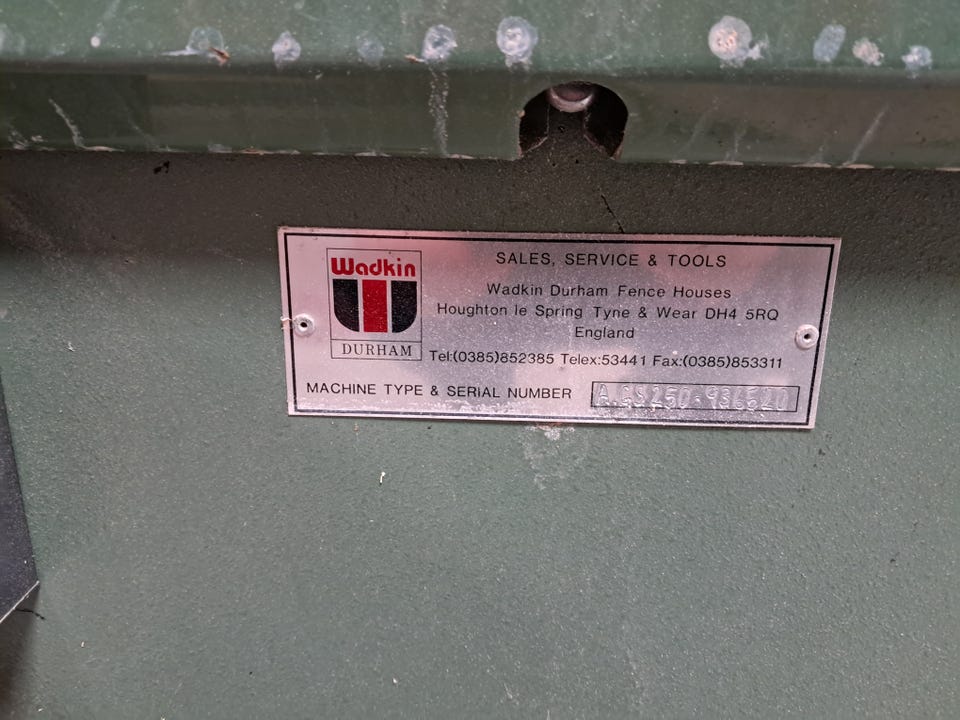 Wadkin
DURHAM
SALES, SERVICE & TOOLS
Wadkin Durham Fence Houses
Houghton le Spring Tyne & Wear DH4 5RQ
England
Tel:(0385)852385 Telex:53441 Fax:(0385)853311
MACHINE TYPE & SERIAL NUMBER